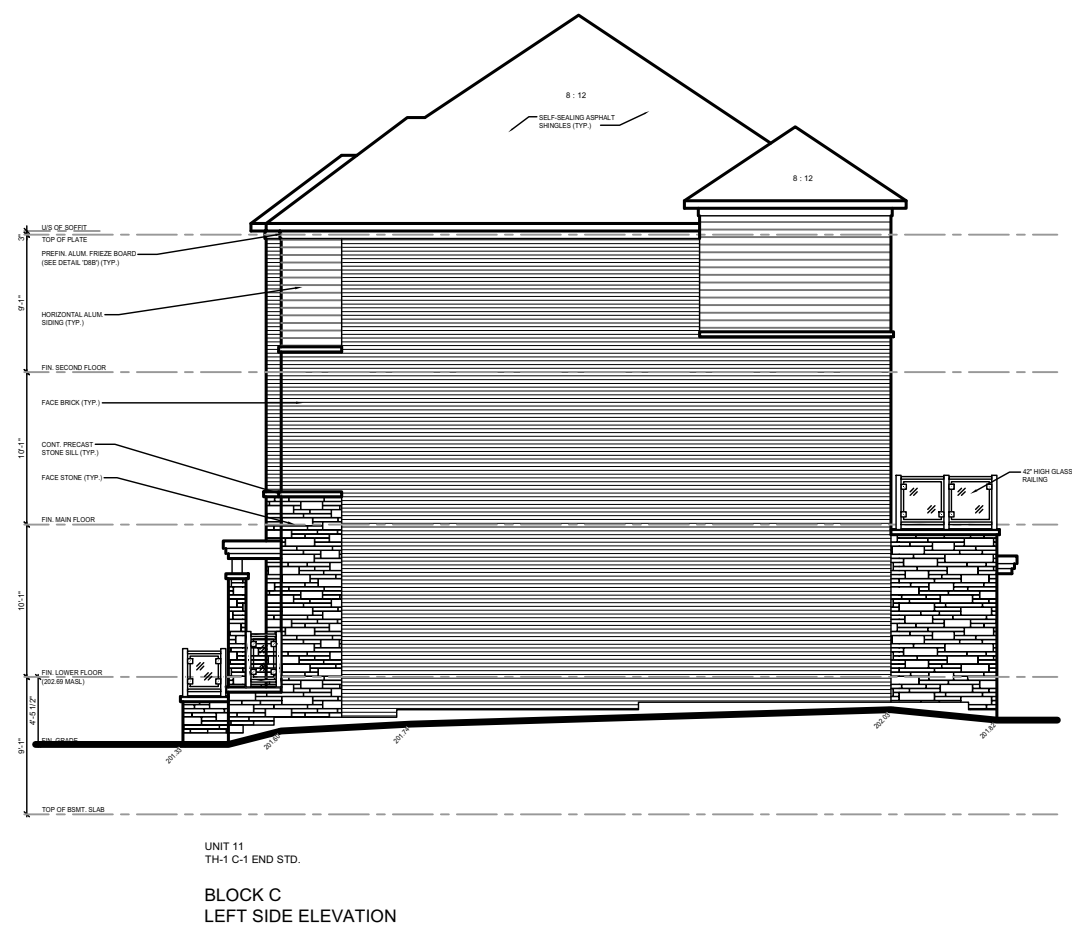 8 : 12
SELF-SEALING ASPHALT
SHINGLES (TYP.)
8 : 12
U/S OF SOFFIT
3"
TOP OF PLATE
PREFIN. ALUM. FRIEZE BOARD
(SEE DETAIL 'D8B') (TYP.)
9'-1"
HORIZONTAL ALUM.
SIDING (TYP.)
FIN. SECOND FLOOR
FACE BRICK (TYP.)
10'-1"
CONT. PRECAST
STONE SILL (TYP.)
FACE STONE (TYP.)
42" HIGH GLASS
RAILING
FIN. MAIN FLOOR
10'-1"
FIN. LOWER FLOOR
(202.69 MASL)
4'-5 1/2"
9'-1"
FIN. GRADE
201.33
201.60
201.74
202.03
201.82
TOP OF BSMT. SLAB
UNIT 11
TH-1 C-1 END STD.
BLOCK C
LEFT SIDE ELEVATION